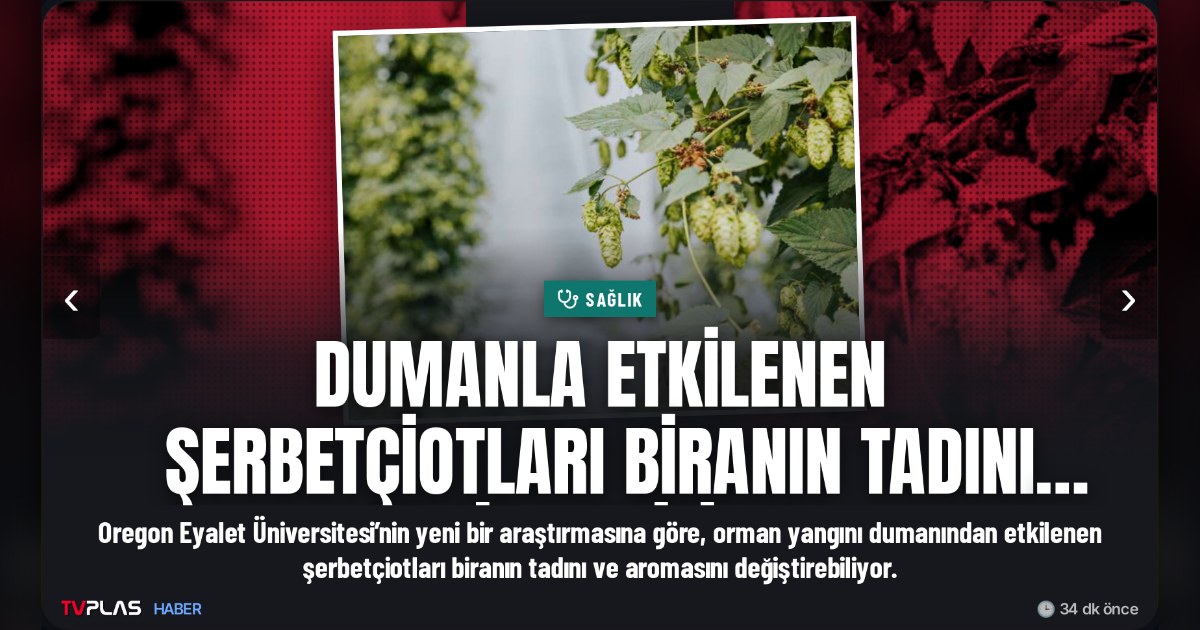 SAĞLIK
DUMANLA ETKİLENEN
ŞERBETÇİOTLARI BİRANIN TADINI...
Oregon Eyalet Üniversitesi'nin yeni bir araştırmasına göre, orman yangını dumanından etkilenen
şerbetçiotları biranın tadını ve aromasını değiştirebiliyor.
TVPLAS HABER
34 dk önce